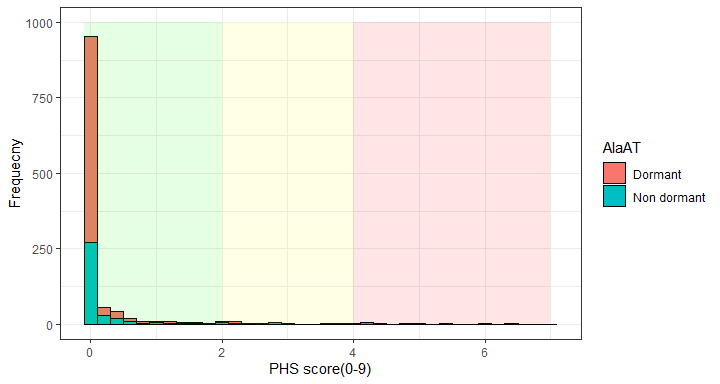 1000
750
500
250
0
Frequecny
0 2 4 6
PHS score(0-9)
AlaAT
Dormant
Non dormant